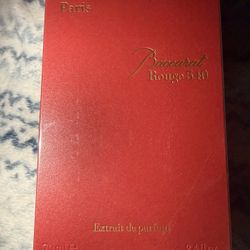 Paris
Baccarat
Rouge 540
Extrait de parfum